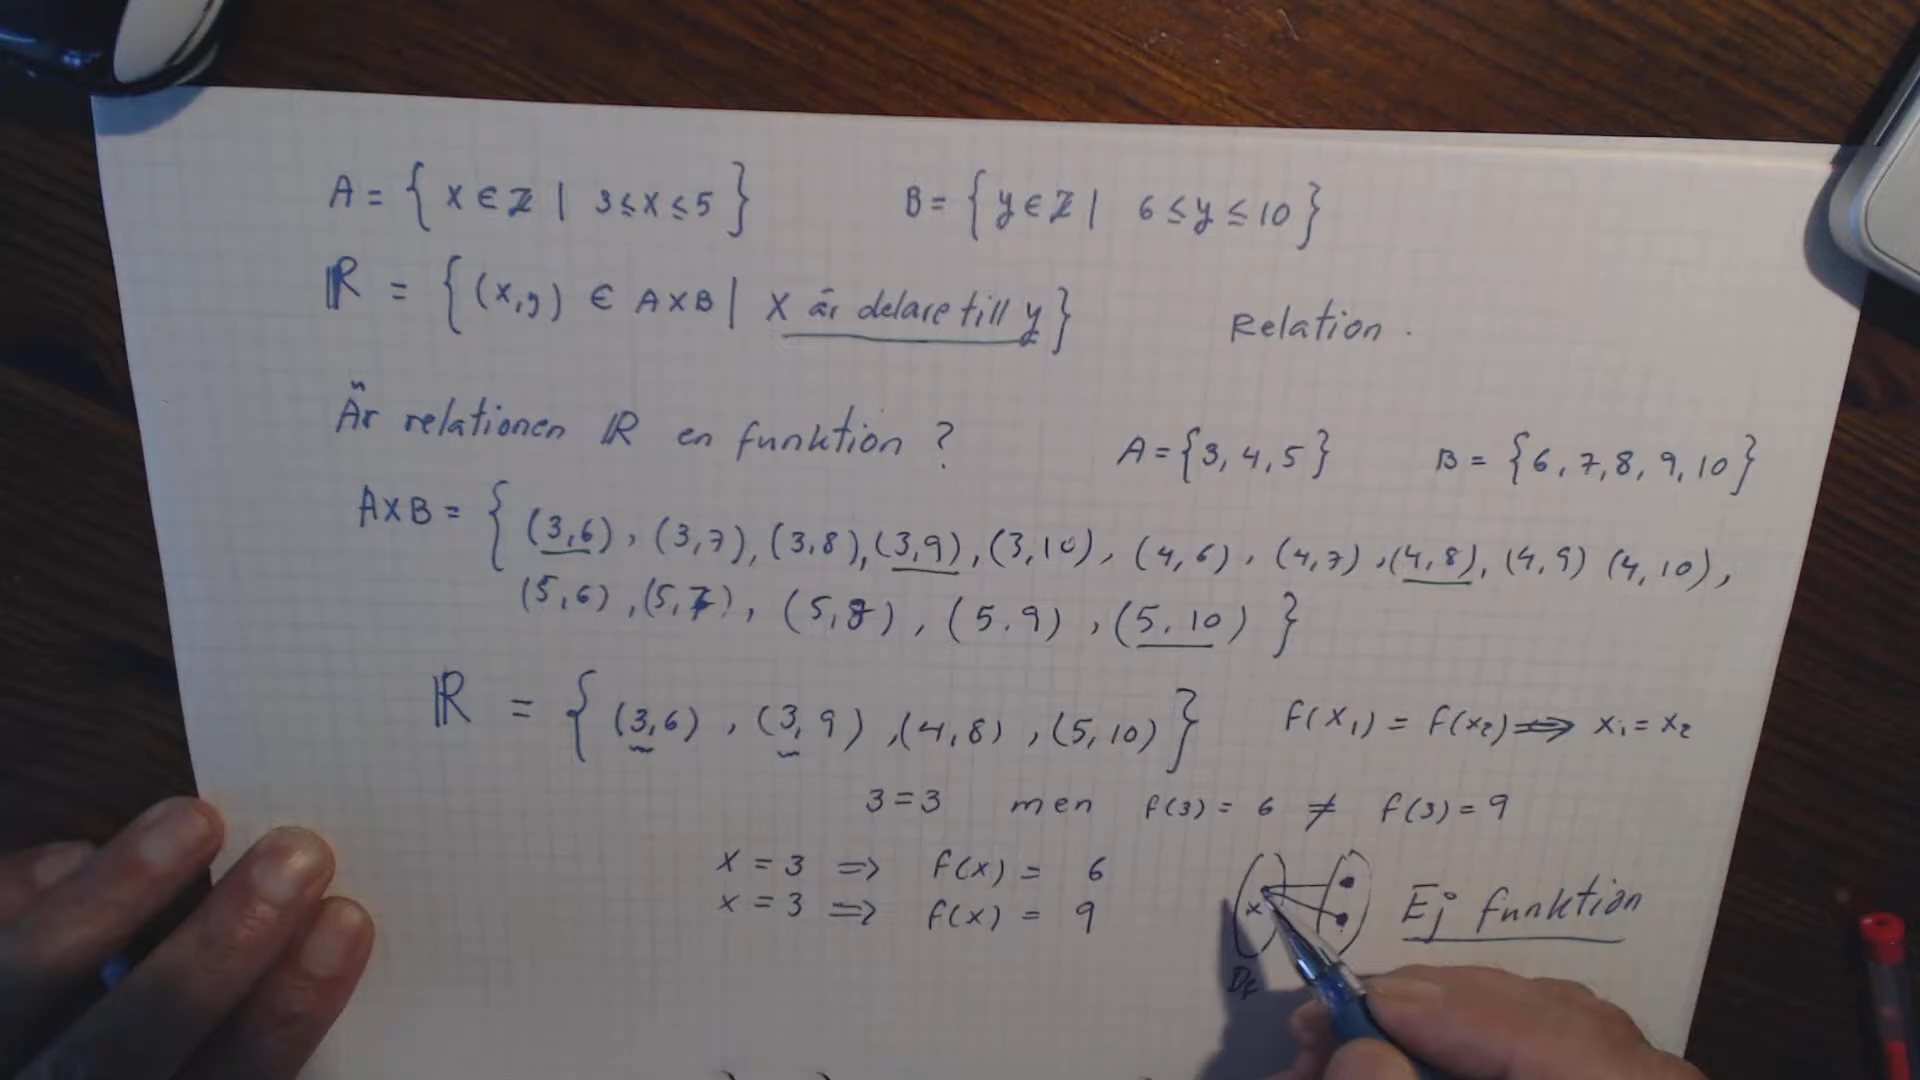 A = { x ∈ ℤ | 3 ≤ x ≤ 5 } B = { y ∈ ℤ | 6 ≤ y ≤ 10 }
ℝ = { (x,y) ∈ A×B | x är delare till y } Relation.
Är relationen ℝ en funktion ? A = {3, 4, 5} B = {6, 7, 8, 9, 10}
A×B = { (3,6), (3,7), (3,8), (3,9), (3,10), (4,6), (4,7), (4,8), (4,9) (4,10),
(5,6), (5,7), (5,8), (5.9), (5,10) }
ℝ = { (3,6), (3,9), (4,8), (5,10) } f(x₁) = f(x₂) ⟹ x₁ = x₂
3 = 3 men f(3) = 6 ≠ f(3) = 9
x = 3 ⇒ f(x) = 6
x = 3 ⇒ f(x) = 9 x Ej funktion
D_f